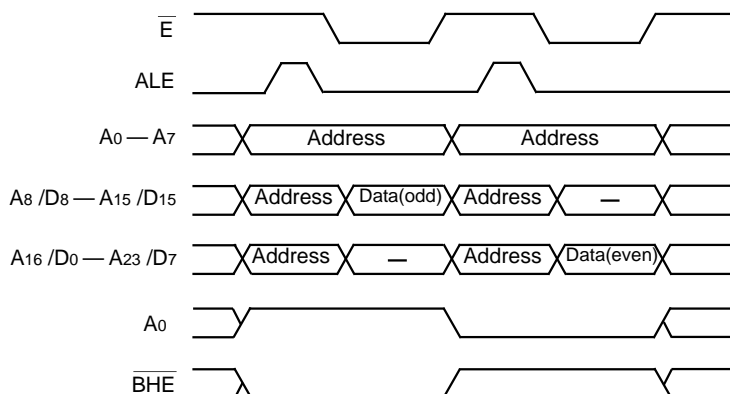 E
ALE
A0 — A7 Address Address
A8 /D8 — A15 /D15 Address Data(odd) Address —
A16 /D0 — A23 /D7 Address — Address Data(even)
A0
BHE